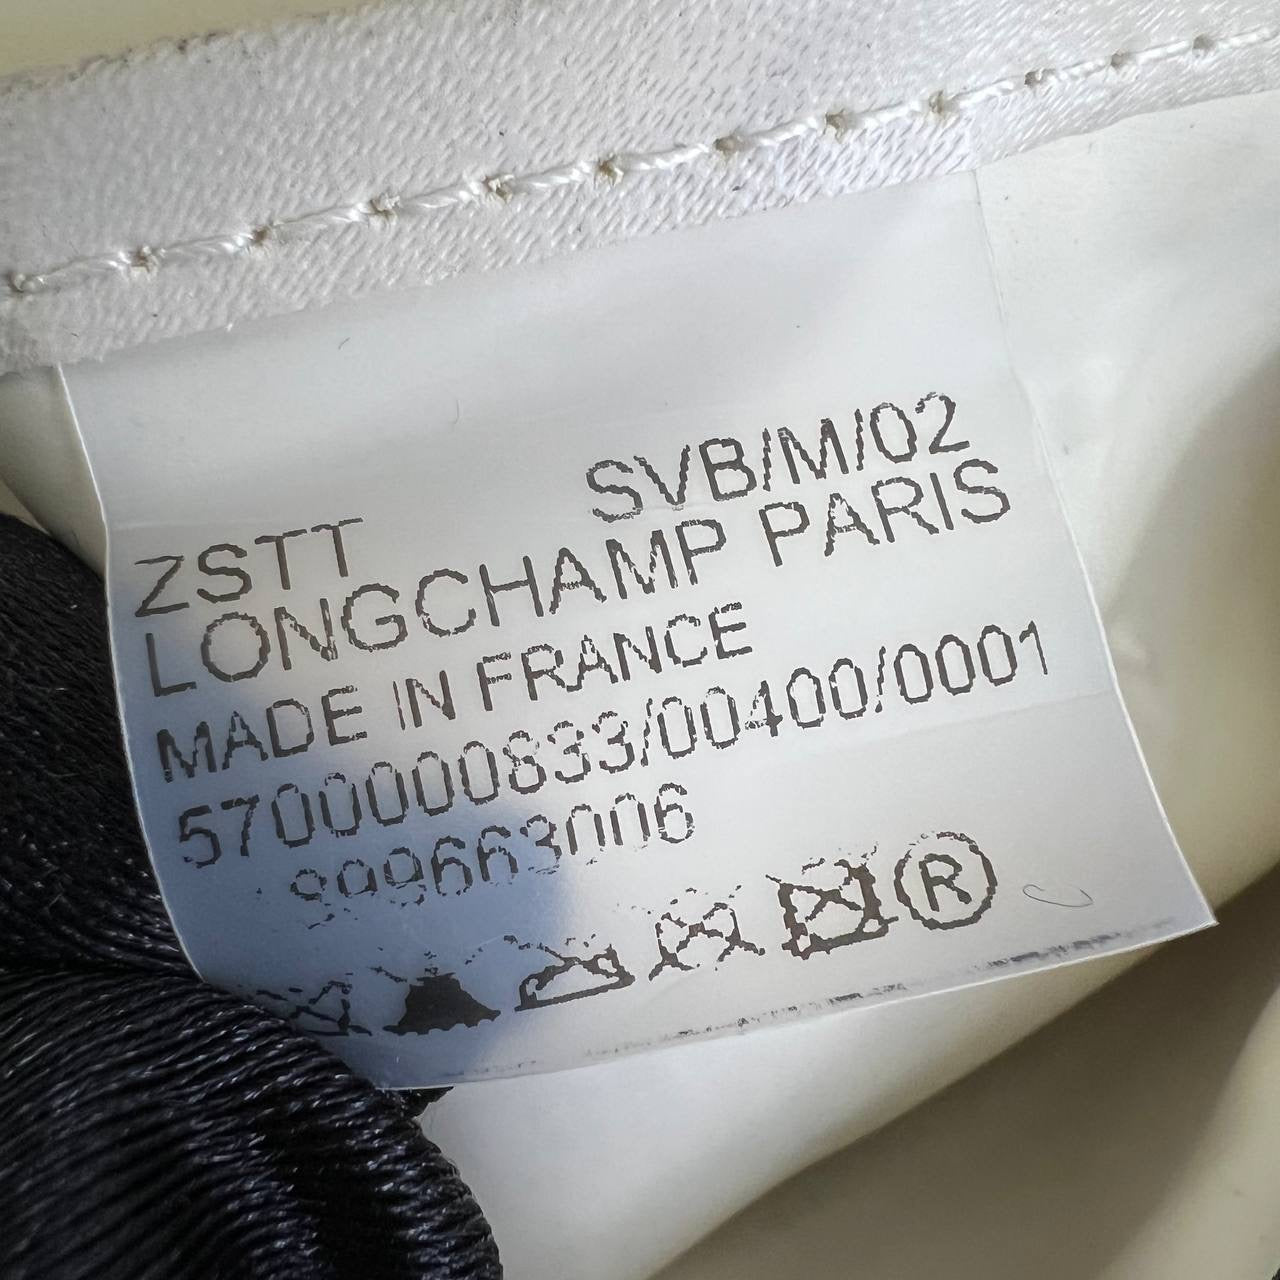 SVB/M/02
ZSTT
LONGCHAMP PARIS
MADE IN FRANCE
5700000833/00400/0001
999663006
®